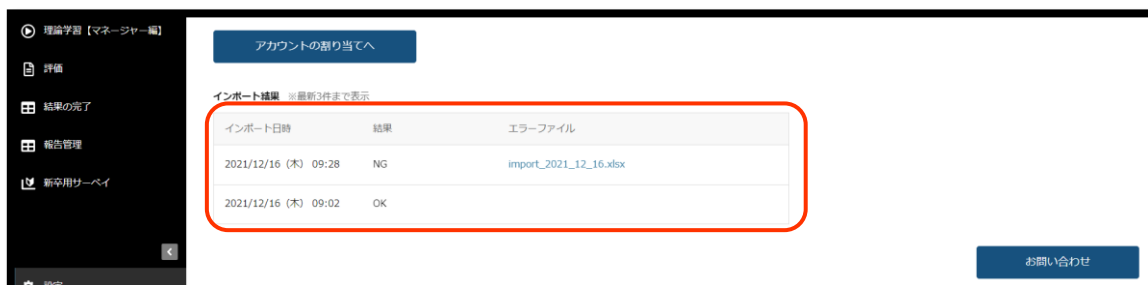 理論学習【マネージャー編】
評価
結果の完了
報告管理
新卒用サーベイ
アカウントの割り当てへ
インポート結果 ※最新3件まで表示
インポート日時 結果 エラーファイル
2021/12/16（木） 09:28 NG import_2021_12_16.xlsx
2021/12/16（木） 09:02 OK
お問い合わせ